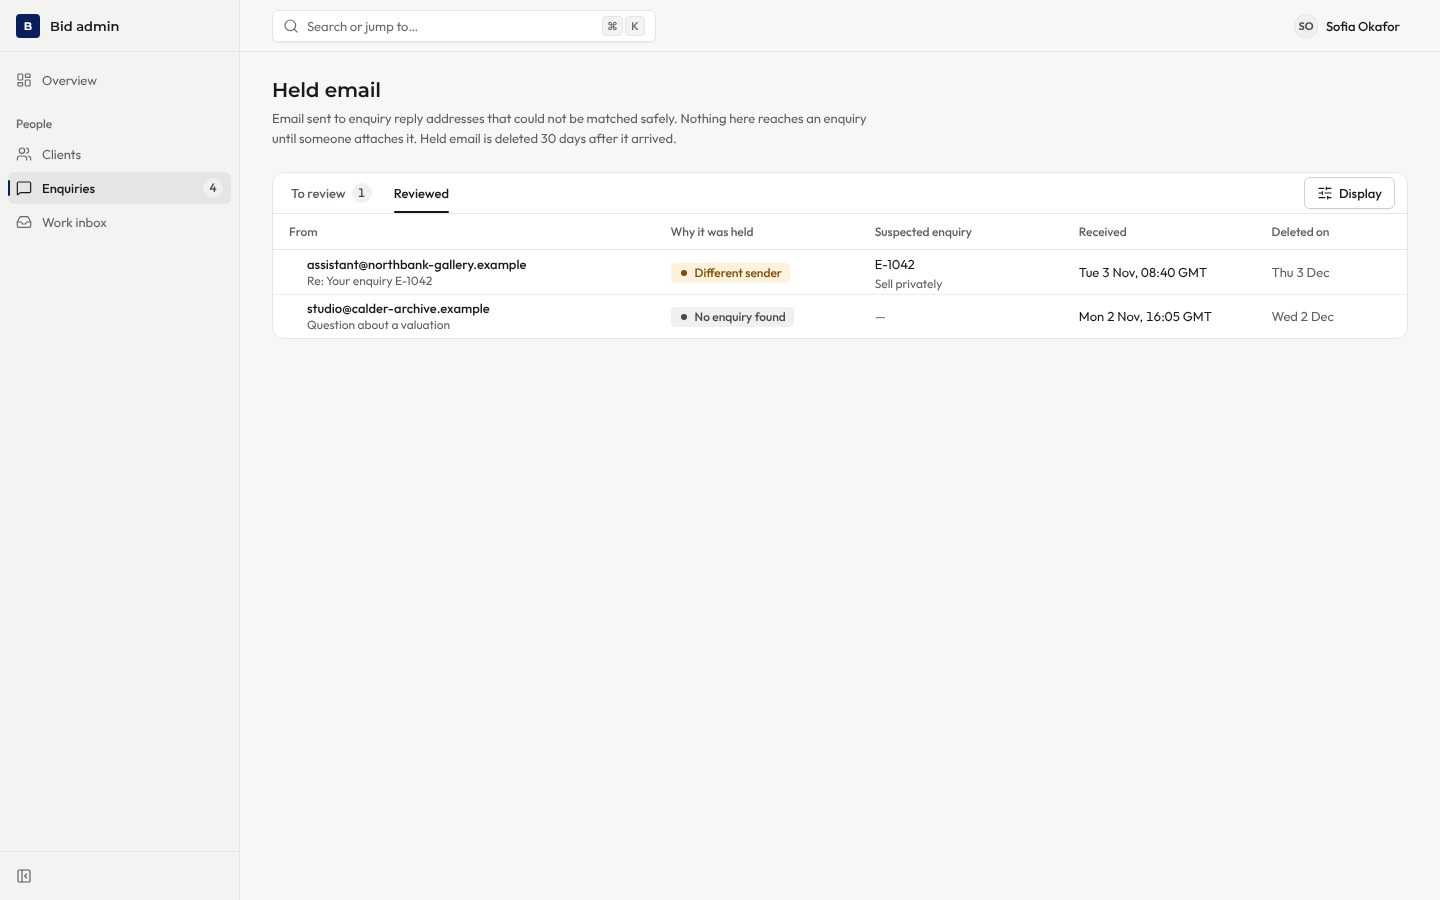 B Bid admin
Search or jump to...
⌘ K
SO Sofia Okafor
Overview
People
Clients
Enquiries 4
Work inbox
Held email
Email sent to enquiry reply addresses that could not be matched safely. Nothing here reaches an enquiry
until someone attaches it. Held email is deleted 30 days after it arrived.
To review 1 Reviewed Display
From Why it was held Suspected enquiry Received Deleted on
assistant@northbank-gallery.example
Re: Your enquiry E-1042
Different sender
E-1042
Sell privately
Tue 3 Nov, 08:40 GMT
Thu 3 Dec
studio@calder-archive.example
Question about a valuation
No enquiry found
—
Mon 2 Nov, 16:05 GMT
Wed 2 Dec